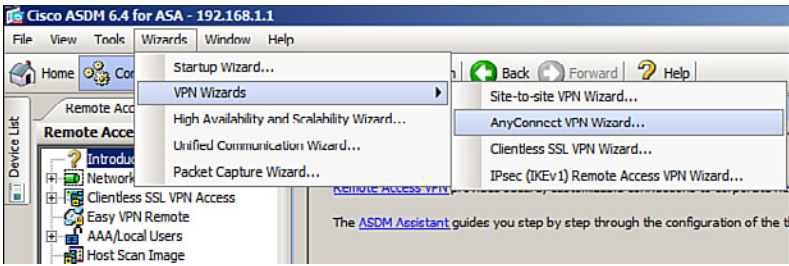 Cisco ASDM 6.4 for ASA - 192.168.1.1
File View Tools Wizards Window Help
Home Cor Back Forward Help
Startup Wizard...
VPN Wizards
High Availability and Scalability Wizard...
Unified Communication Wizard...
Packet Capture Wizard...
Site-to-site VPN Wizard...
AnyConnect VPN Wizard...
Clientless SSL VPN Wizard...
IPsec (IKEv1) Remote Access VPN Wizard...
Device List
Remote Acc
Remote Acce
Introduc
Network
Clientless SSL VPN Access
Easy VPN Remote
AAA/Local Users
Host Scan Image
Remote Access VPN
The ASDM Assistant guides you step by step through the configuration of the t